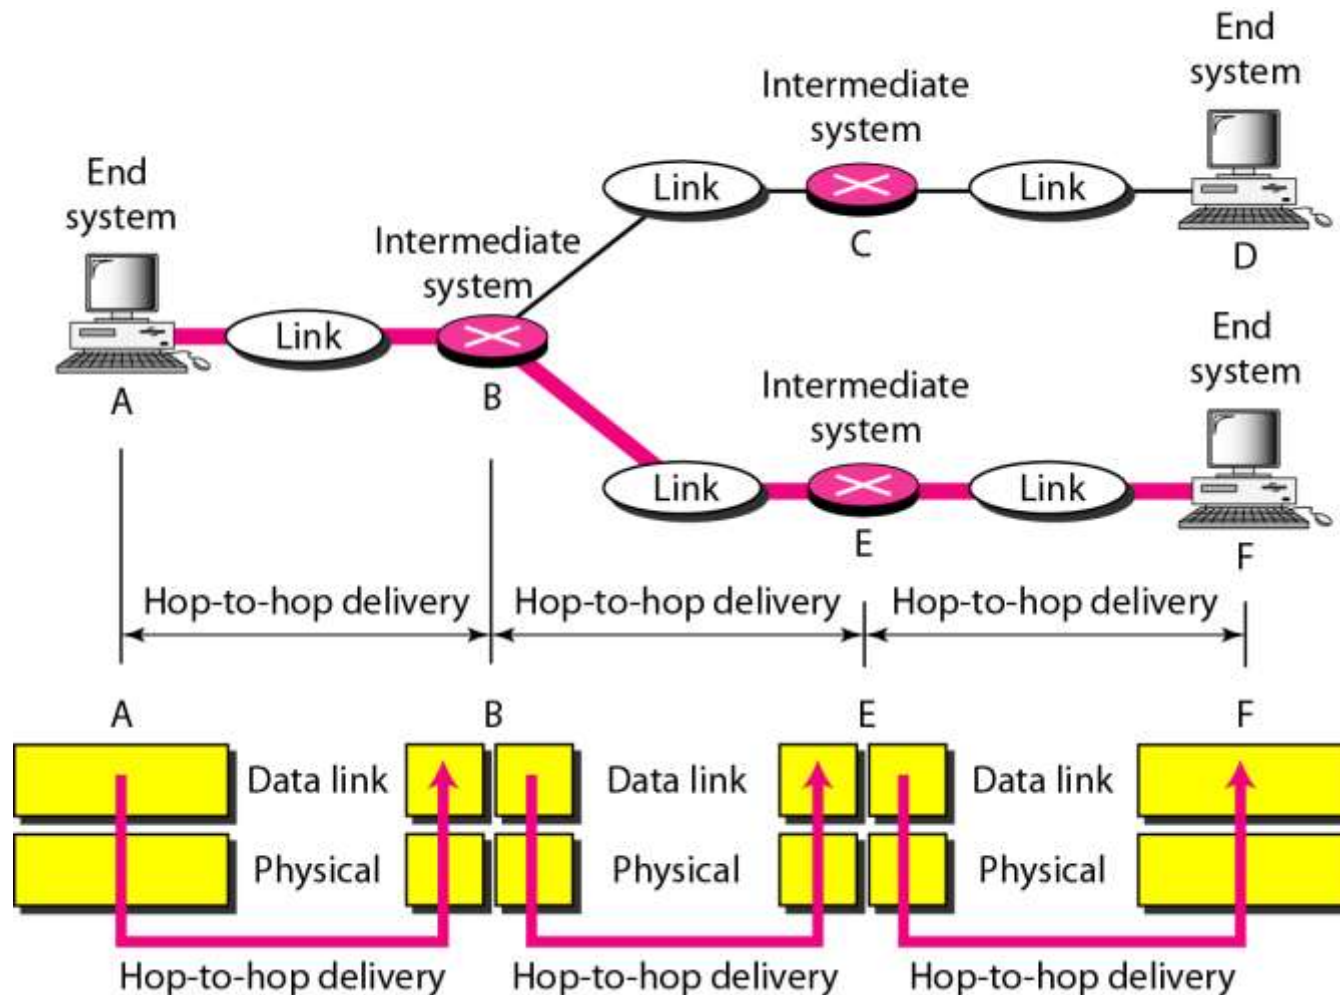 End
system
Intermediate
system
End
system
Link
Link
C
D
Intermediate
system
Link
A
B
End
system
Intermediate
system
Link
Link
E
F
Hop-to-hop delivery
Hop-to-hop delivery
Hop-to-hop delivery
A
B
E
F
Data link
Data link
Data link
Physical
Physical
Physical
Hop-to-hop delivery
Hop-to-hop delivery
Hop-to-hop delivery